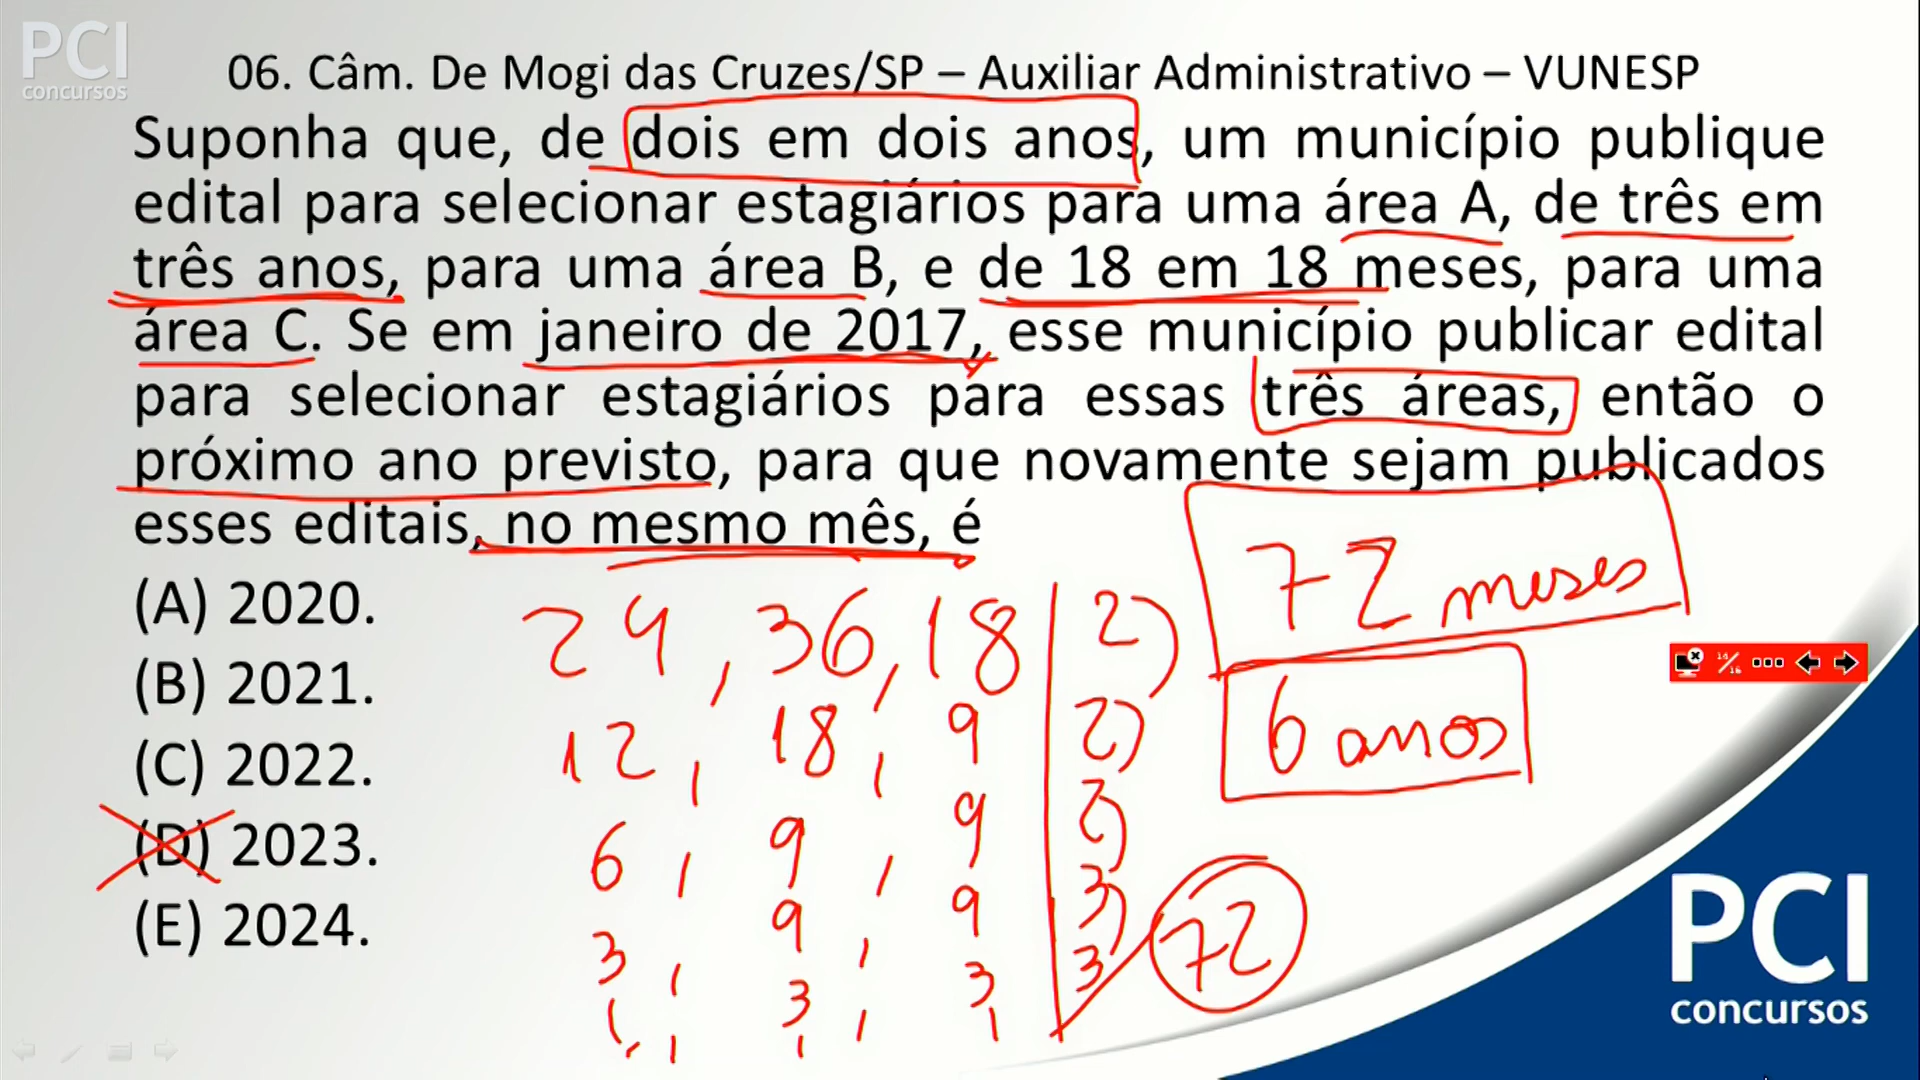 PCI
concursos
06. Câm. De Mogi das Cruzes/SP – Auxiliar Administrativo – VUNESP
Suponha que, de dois em dois anos, um município publique
edital para selecionar estagiários para uma área A, de três em
três anos, para uma área B, e de 18 em 18 meses, para uma
área C. Se em janeiro de 2017, esse município publicar edital
para selecionar estagiários para essas três áreas, então o
próximo ano previsto, para que novamente sejam publicados
esses editais, no mesmo mês, é
(A) 2020.
(B) 2021.
(C) 2022.
(D) 2023.
(E) 2024.
24, 36, 18 | 2)
12, 18, 9 | 2)
6, 9, 9 | 2)
3, 9, 9 | 3)
1, 3, 3 | 3)
1, 1, 1
72
72 meses
6 anos
PCI
concursos